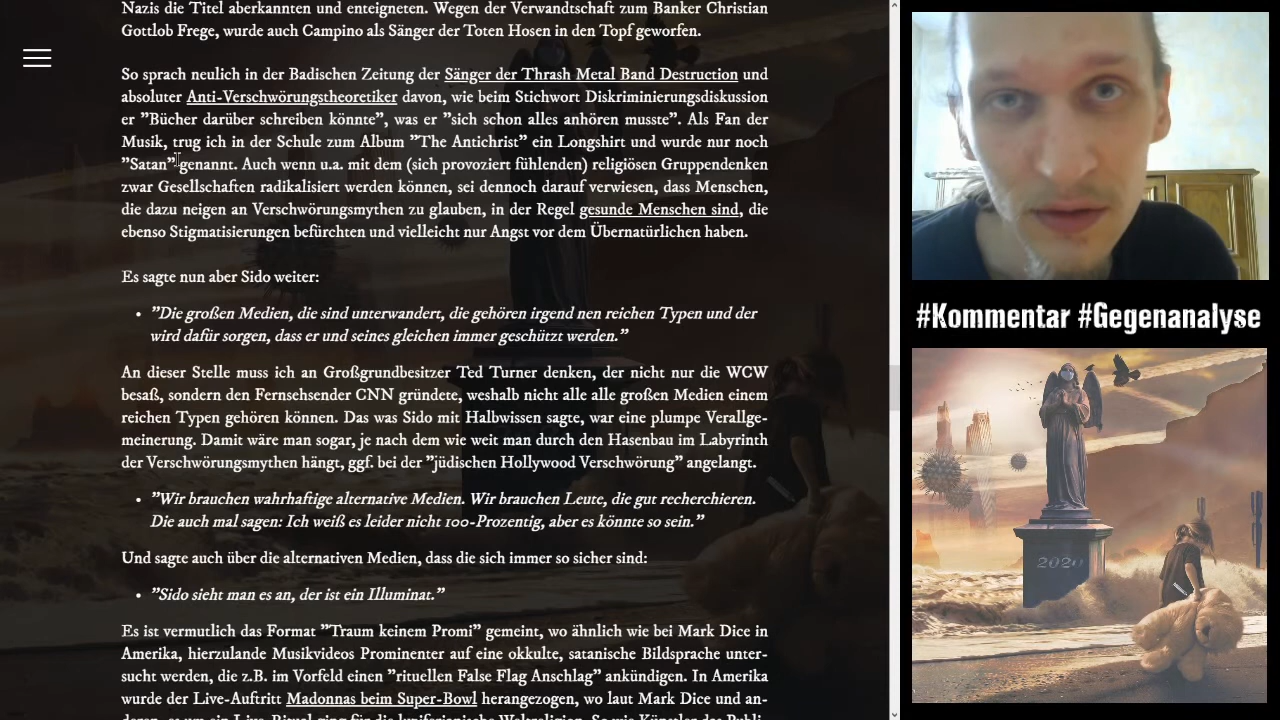 Nazis die Titel aberkannten und enteigneten. Wegen der Verwandtschaft zum Banker Christian
Gottlob Frege, wurde auch Campino als Sänger der Toten Hosen in den Topf geworfen.
So sprach neulich in der Badischen Zeitung der Sänger der Thrash Metal Band Destruction und
absoluter Anti-Verschwörungstheoretiker davon, wie beim Stichwort Diskriminierungsdiskussion
er "Bücher darüber schreiben könnte", was er "sich schon alles anhören musste". Als Fan der
Musik, trug ich in der Schule zum Album "The Antichrist" ein Longshirt und wurde nur noch
"Satan" genannt. Auch wenn u.a. mit dem (sich provoziert fühlenden) religiösen Gruppendenken
zwar Gesellschaften radikalisiert werden können, sei dennoch darauf verwiesen, dass Menschen,
die dazu neigen an Verschwörungsmythen zu glauben, in der Regel gesunde Menschen sind, die
ebenso Stigmatisierungen befürchten und vielleicht nur Angst vor dem Übernatürlichen haben.
Es sagte nun aber Sido weiter:
• "Die großen Medien, die sind unterwandert, die gehören irgend nen reichen Typen und der
wird dafür sorgen, dass er und seines gleichen immer geschützt werden."
An dieser Stelle muss ich an Großgrundbesitzer Ted Turner denken, der nicht nur die WCW
besaß, sondern den Fernsehsender CNN gründete, weshalb nicht alle alle großen Medien einem
reichen Typen gehören können. Das was Sido mit Halbwissen sagte, war eine plumpe Verallge-
meinerung. Damit wäre man sogar, je nach dem wie weit man durch den Hasenbau im Labyrinth
der Verschwörungsmythen hängt, ggf. bei der "jüdischen Hollywood Verschwörung" angelangt.
• "Wir brauchen wahrhaftige alternative Medien. Wir brauchen Leute, die gut recherchieren.
Die auch mal sagen: Ich weiß es leider nicht 100-Prozentig, aber es könnte so sein."
Und sagte auch über die alternativen Medien, dass die sich immer so sicher sind:
• "Sido sieht man es an, der ist ein Illuminat."
Es ist vermutlich das Format "Traum keinem Promi" gemeint, wo ähnlich wie bei Mark Dice in
Amerika, hierzulande Musikvideos Prominenter auf eine okkulte, satanische Bildsprache unter-
sucht werden, die z.B. im Vorfeld einen "rituellen False Flag Anschlag" ankündigen. In Amerika
wurde der Live-Auftritt Madonnas beim Super-Bowl herangezogen, wo laut Mark Dice und an-
#Kommentar #Gegenanalyse
2020